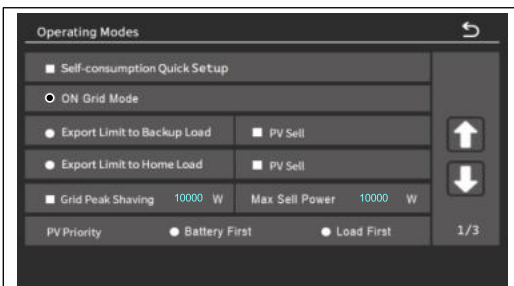 Operating Modes
Self-consumption Quick Setup
ON Grid Mode
Export Limit to Backup Load PV Sell
Export Limit to Home Load PV Sell
Grid Peak Shaving 10000 W Max Sell Power 10000 W
PV Priority Battery First Load First 1/3